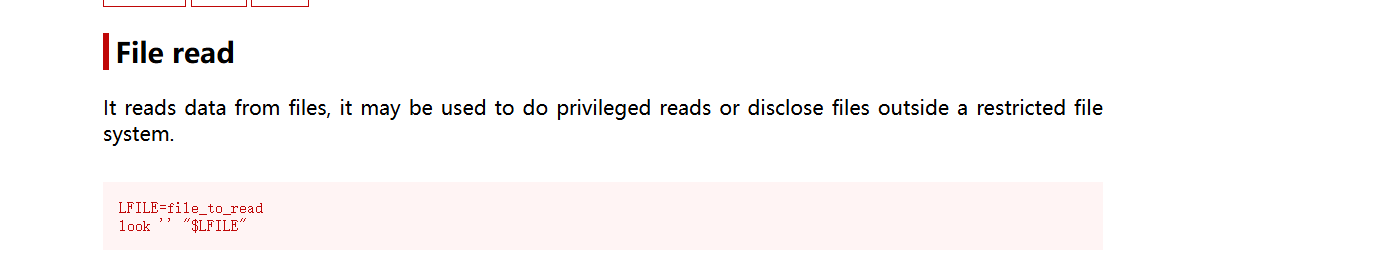 File read
It reads data from files, it may be used to do privileged reads or disclose files outside a restricted file
system.
LFILE=file_to_read
look '' "$LFILE"